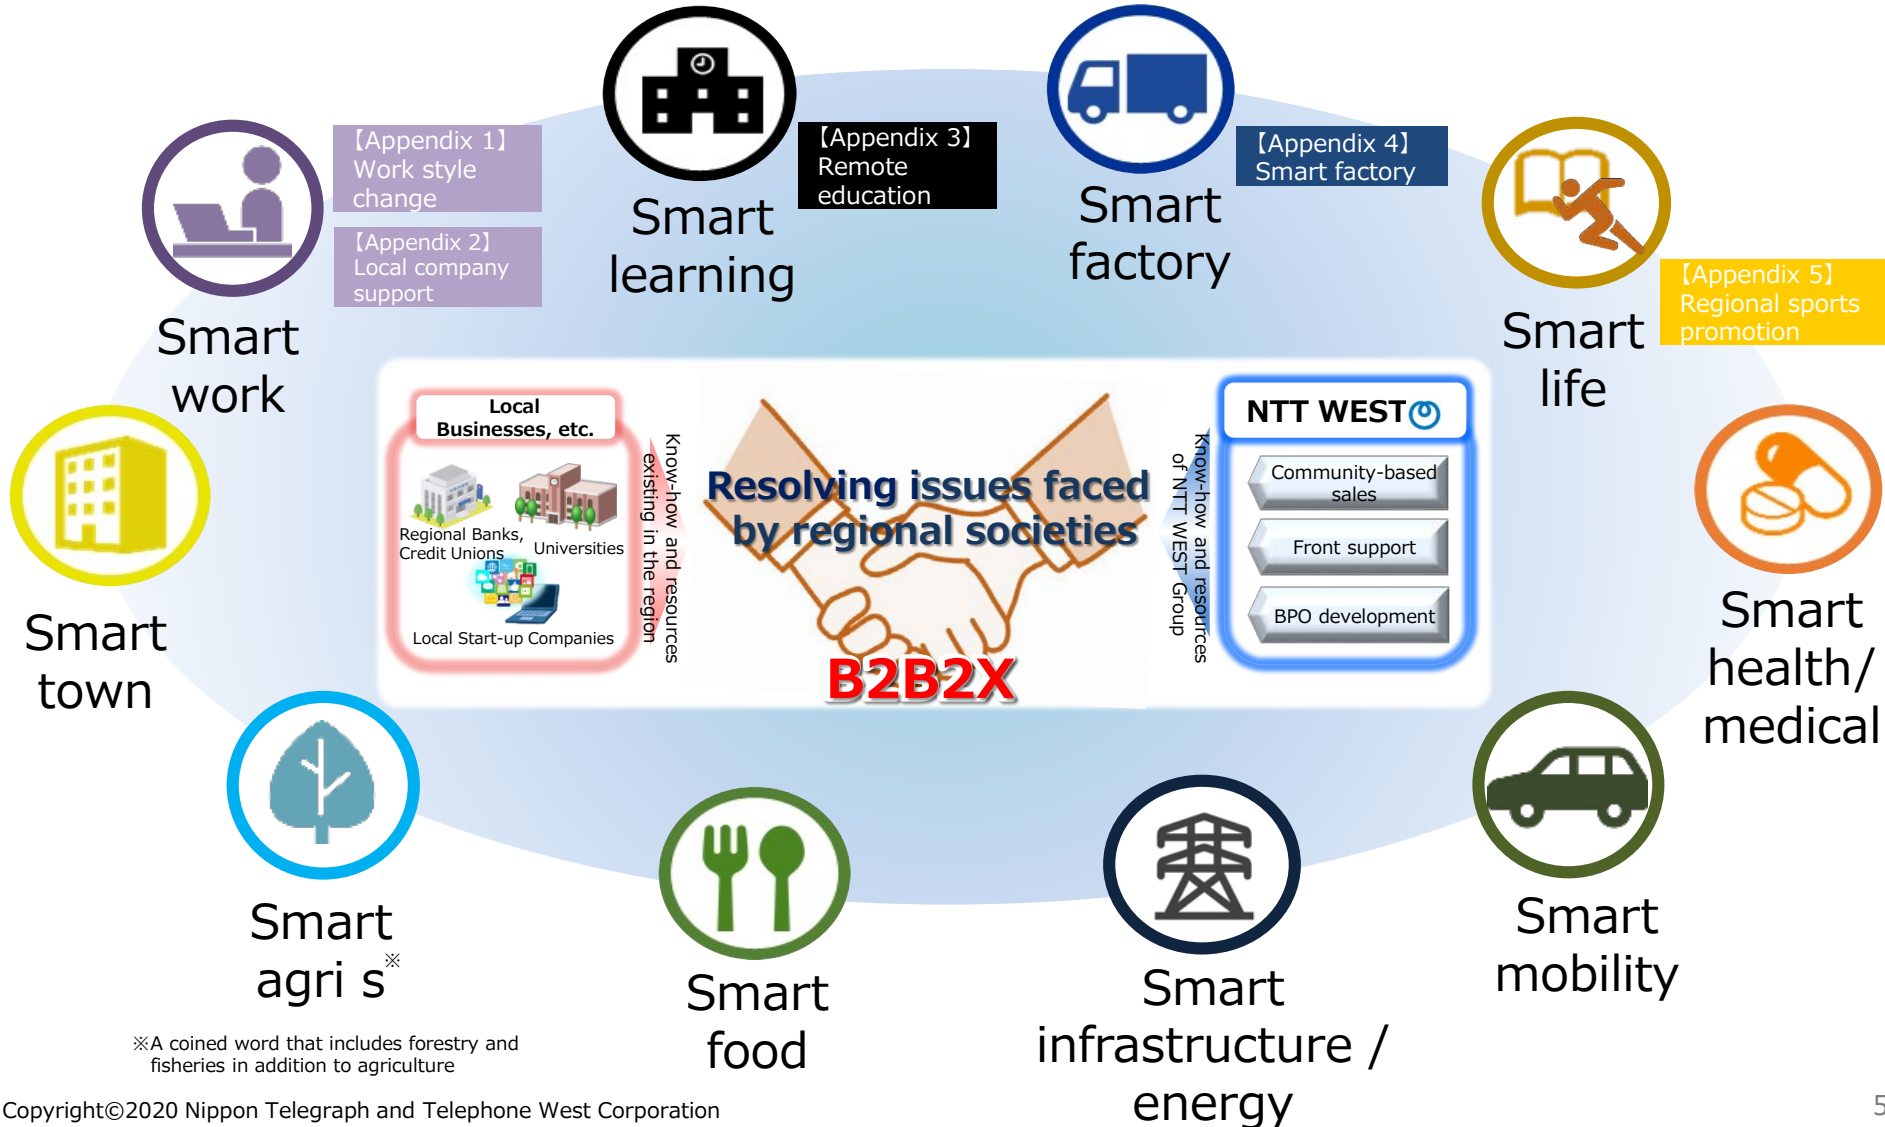 【Appendix 1】
Work style
change
【Appendix 2】
Local company
support
Smart
work
【Appendix 3】
Remote
education
Smart
learning
【Appendix 4】
Smart factory
Smart
factory
【Appendix 5】
Regional sports
promotion
Smart
life
Local
Businesses, etc.
Regional Banks,
Credit Unions
Universities
Local Start-up Companies
Know-how and resources
existing in the region
Resolving issues faced
by regional societies
B2B2X
Know-how and resources
of NTT WEST Group
NTT WEST
Community-based
sales
Front support
BPO development
Smart
town
Smart
health/
medical
Smart
agri s※
Smart
food
Smart
infrastructure /
energy
Smart
mobility
※A coined word that includes forestry and
fisheries in addition to agriculture
Copyright©2020 Nippon Telegraph and Telephone West Corporation
5